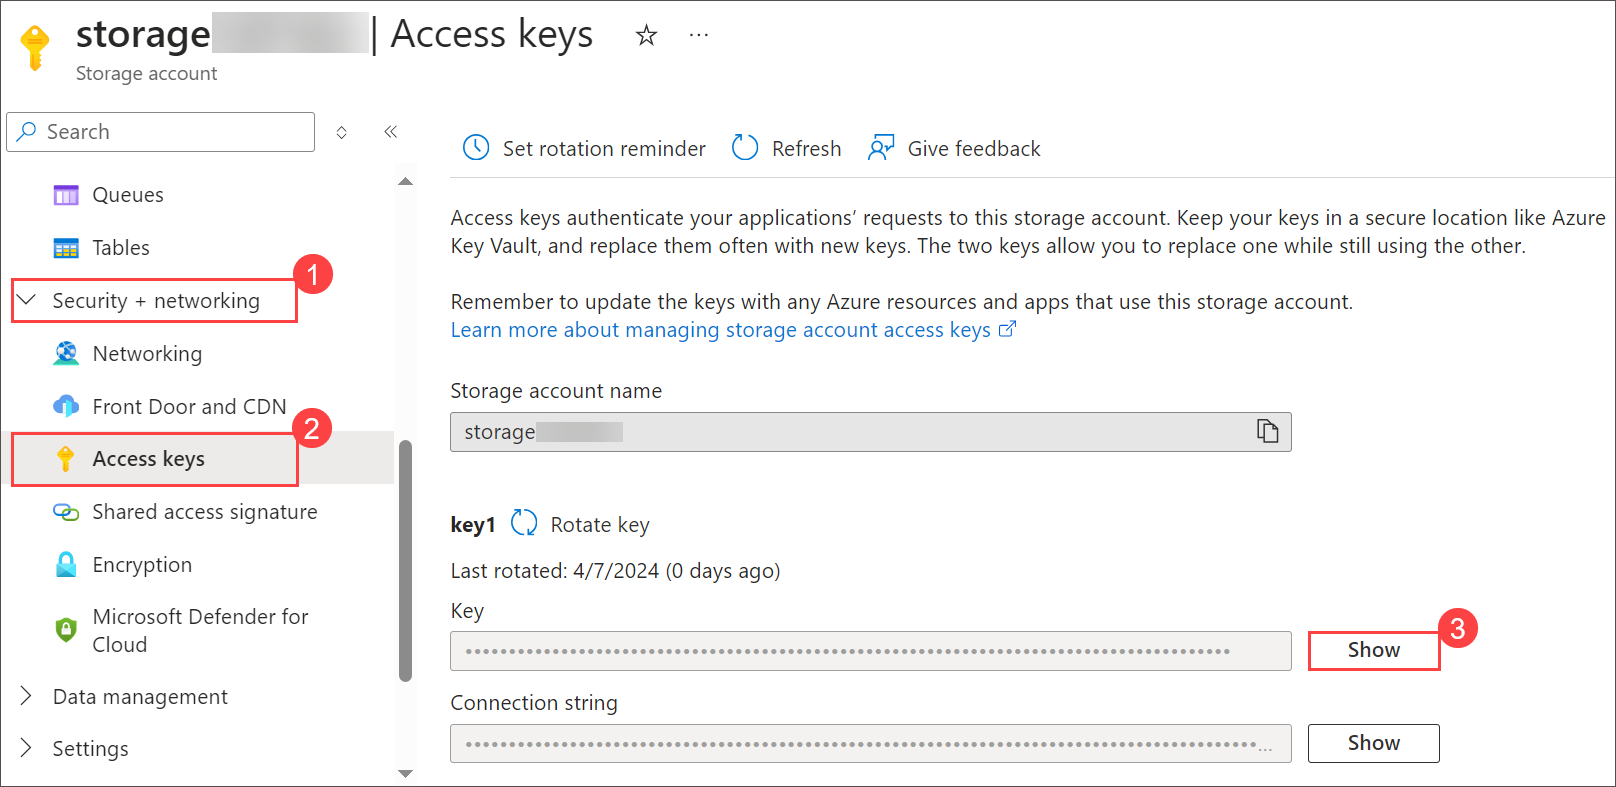 storage | Access keys
Storage account
Search
Queues
Tables
1
Security + networking
Networking
Front Door and CDN
2
Access keys
Shared access signature
Encryption
Microsoft Defender for
Cloud
Data management
Settings
Set rotation reminder
Refresh
Give feedback
Access keys authenticate your applications’ requests to this storage account. Keep your keys in a secure location like Azure
Key Vault, and replace them often with new keys. The two keys allow you to replace one while still using the other.
Remember to update the keys with any Azure resources and apps that use this storage account.
Learn more about managing storage account access keys
Storage account name
storage
key1 Rotate key
Last rotated: 4/7/2024 (0 days ago)
Key
3
Show
Connection string
...
Show